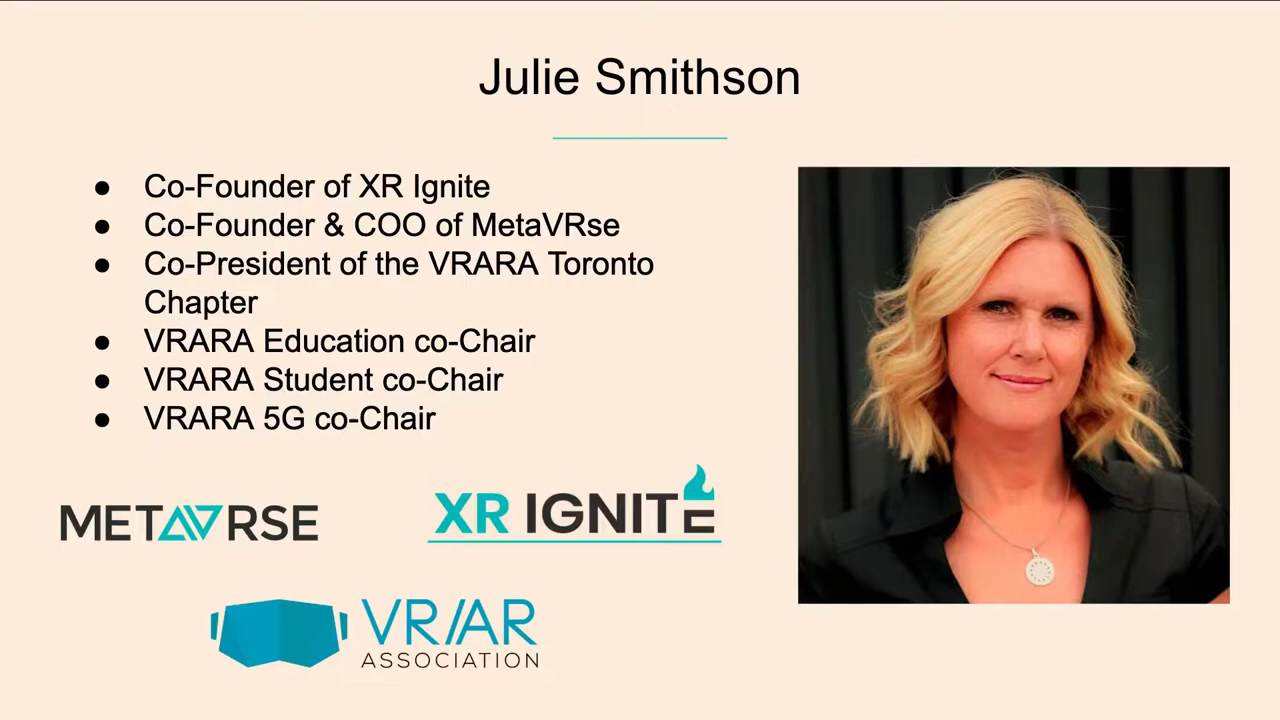 Julie Smithson
● Co-Founder of XR Ignite
● Co-Founder & COO of MetaVRse
● Co-President of the VRARA Toronto
Chapter
● VRARA Education co-Chair
● VRARA Student co-Chair
● VRARA 5G co-Chair
METAVRSE
XR IGNITE
VR/AR
ASSOCIATION